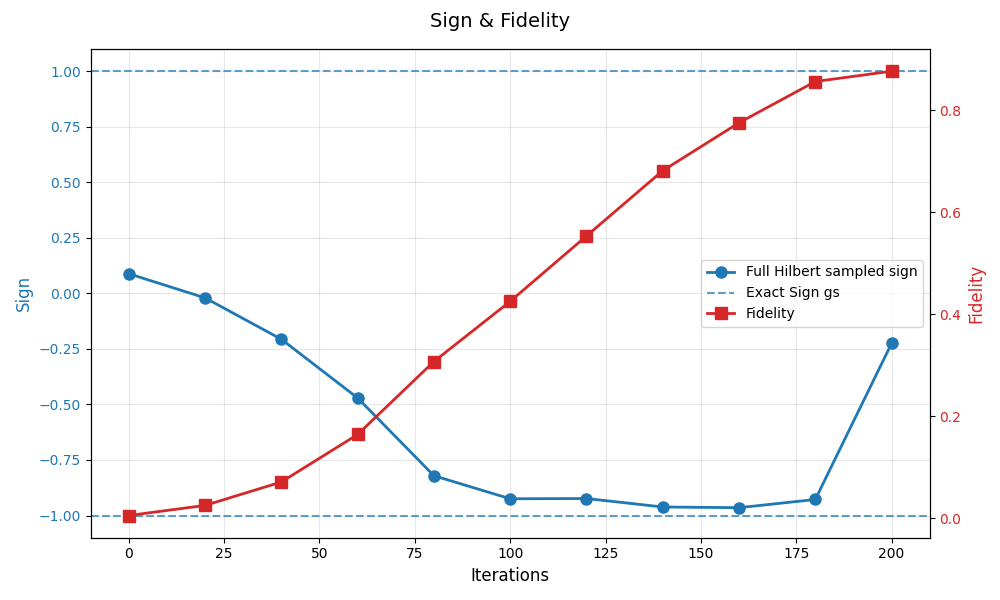 Sign & Fidelity
1.00
0.75
0.50
0.25
0.00
−0.25
−0.50
−0.75
−1.00
Sign
0.8
0.6
0.4
0.2
0.0
Fidelity
Full Hilbert sampled sign
Exact Sign gs
Fidelity
0 25 50 75 100 125 150 175 200
Iterations